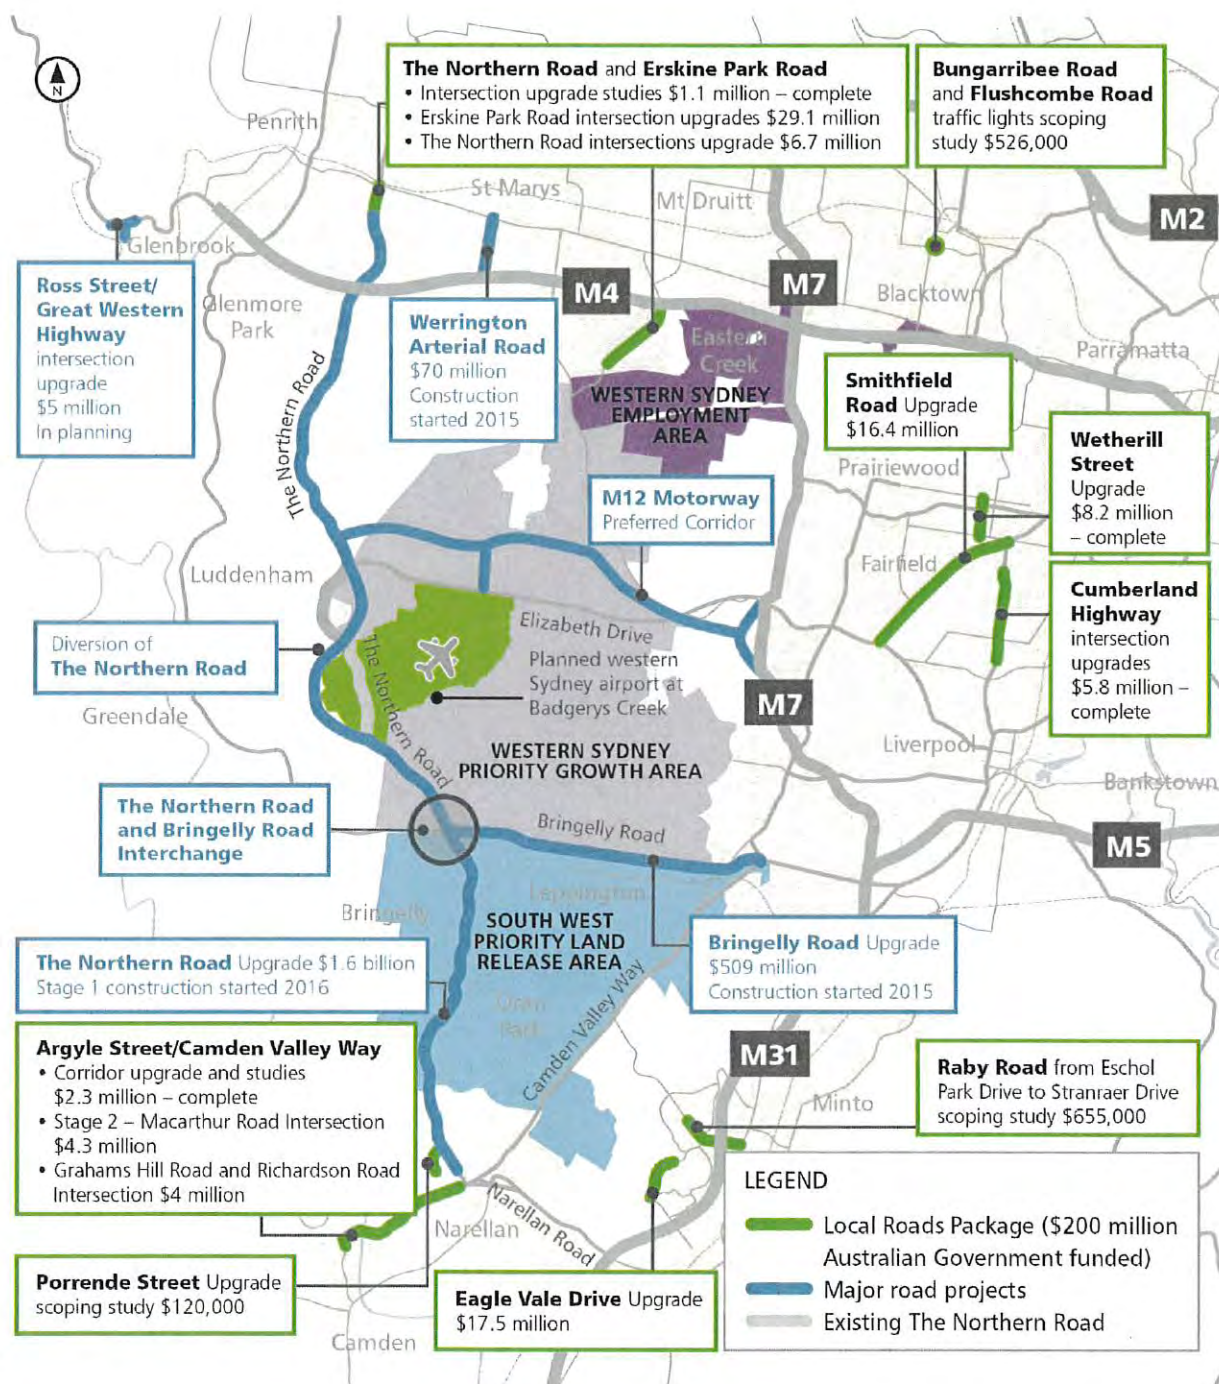 N
Penrith
The Northern Road and Erskine Park Road
• Intersection upgrade studies $1.1 million – complete
• Erskine Park Road intersection upgrades $29.1 million
• The Northern Road intersections upgrade $6.7 million
Bungarribee Road
and Flushcombe Road
traffic lights scoping
study $526,000
St Marys
Mt Druitt
M2
Glenbrook
Ross Street/
Great Western
Highway
intersection
upgrade
$5 million
In planning
Glenmore
Park
The Northern Road
Werrington
Arterial Road
$70 million
Construction
started 2015
M4
M7
Blacktown
Eastern
Creek
Parramatta
WESTERN SYDNEY
EMPLOYMENT
AREA
Smithfield
Road Upgrade
$16.4 million
Wetherill
Street
Upgrade
$8.2 million
– complete
Prairiewood
M12 Motorway
Preferred Corridor
Fairfield
Luddenham
Cumberland
Highway
intersection
upgrades
$5.8 million –
complete
Elizabeth Drive
Diversion of
The Northern Road
The Northern Road
Planned western
Sydney airport at
Badgerys Creek
M7
Greendale
Liverpool
WESTERN SYDNEY
PRIORITY GROWTH AREA
Bankstown
The Northern Road
and Bringelly Road
Interchange
Bringelly Road
M5
Leppington
Bringelly
SOUTH WEST
PRIORITY LAND
RELEASE AREA
Bringelly Road Upgrade
$509 million
Construction started 2015
The Northern Road Upgrade $1.6 billion
Stage 1 construction started 2016
Oran
Park
Camden Valley Way
Argyle Street/Camden Valley Way
• Corridor upgrade and studies
$2.3 million – complete
• Stage 2 – Macarthur Road Intersection
$4.3 million
• Grahams Hill Road and Richardson Road
Intersection $4 million
M31
Raby Road from Eschol
Park Drive to Stranraer Drive
scoping study $655,000
Minto
Narellan
Narellan Road
Porrende Street Upgrade
scoping study $120,000
Eagle Vale Drive Upgrade
$17.5 million
Camden
LEGEND
Local Roads Package ($200 million
Australian Government funded)
Major road projects
Existing The Northern Road